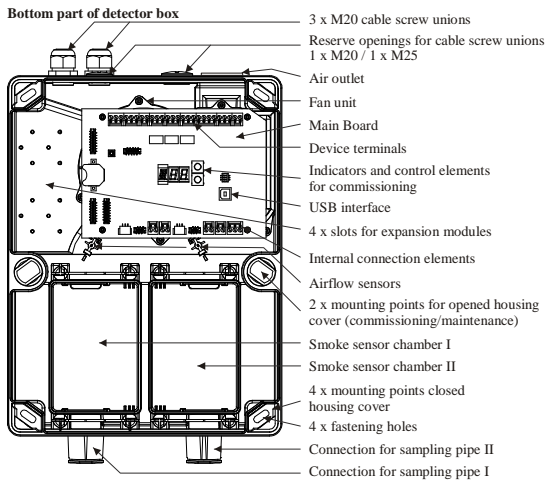 Bottom part of detector box
3 x M20 cable screw unions
Reserve openings for cable screw unions
1 x M20 / 1 x M25
Air outlet
Fan unit
Main Board
Device terminals
Indicators and control elements
for commissioning
USB interface
4 x slots for expansion modules
Internal connection elements
Airflow sensors
2 x mounting points for opened housing
cover (commissioning/maintenance)
Smoke sensor chamber I
Smoke sensor chamber II
4 x mounting points closed
housing cover
4 x fastening holes
Connection for sampling pipe II
Connection for sampling pipe I